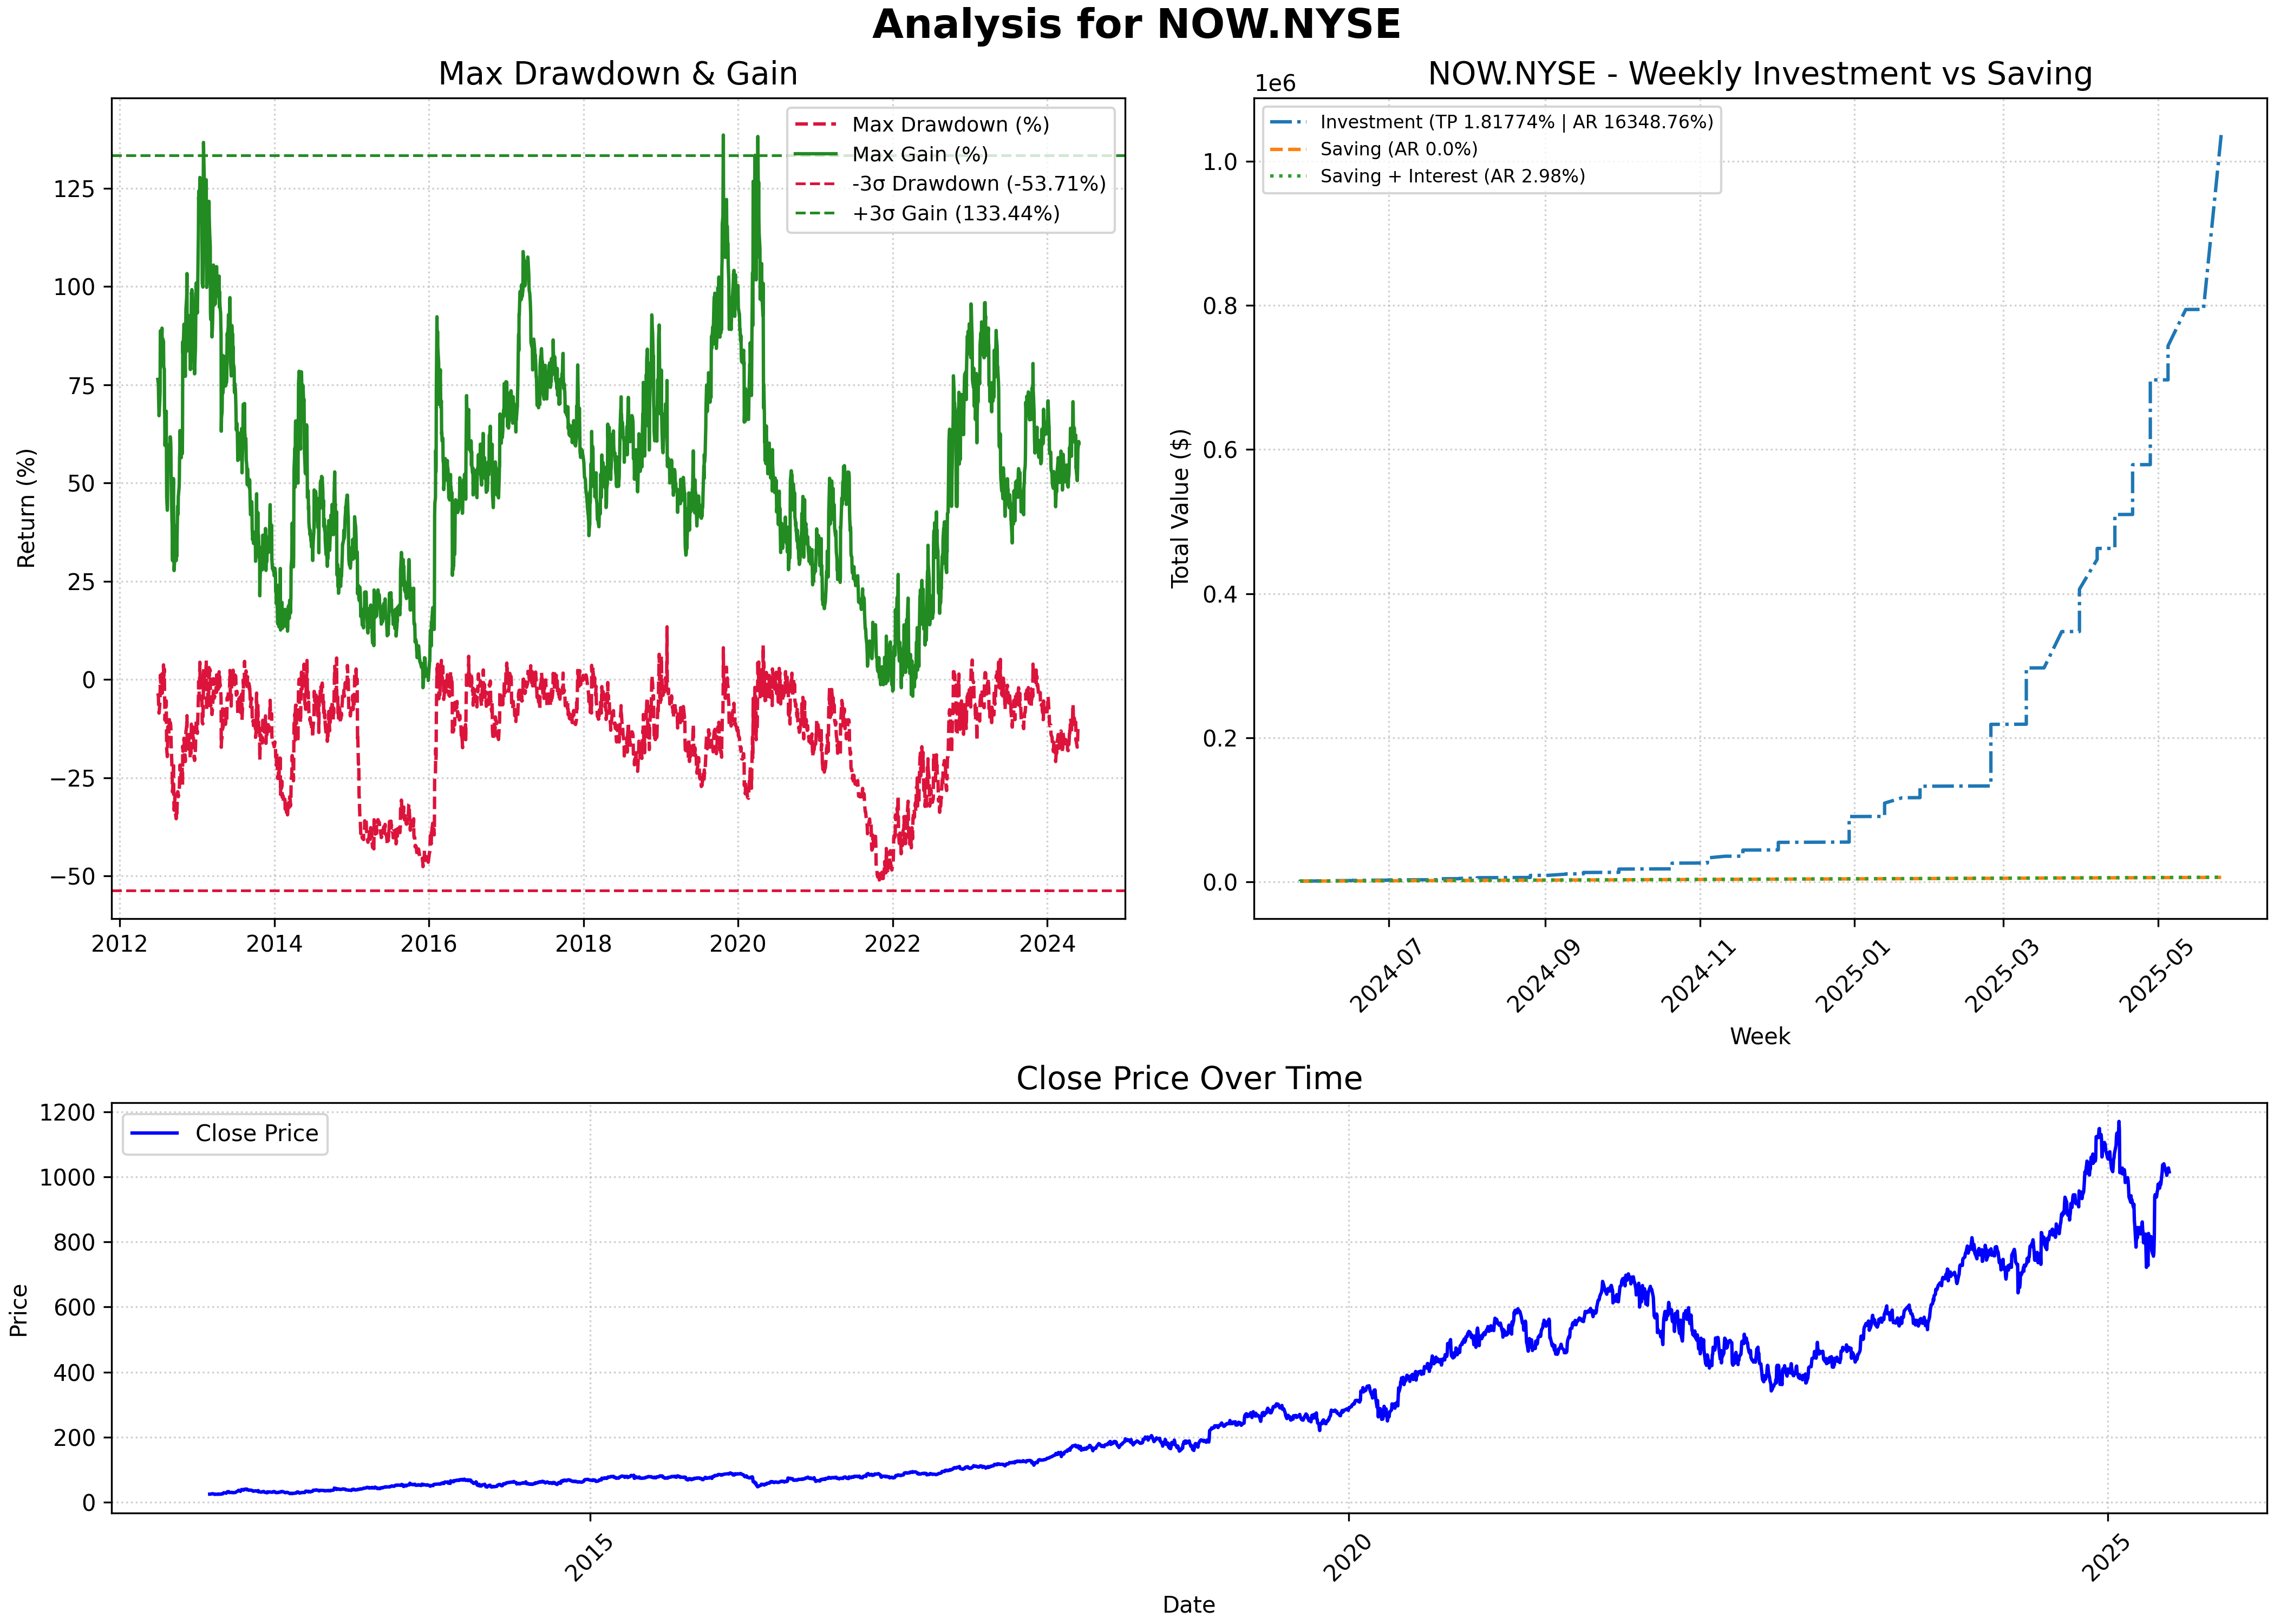 Analysis for NOW.NYSE
Max Drawdown & Gain
Return (%)
125
100
75
50
25
0
−25
−50
2012
2014
2016
2018
2020
2022
2024
Max Drawdown (%)
Max Gain (%)
-3σ Drawdown (-53.71%)
+3σ Gain (133.44%)
NOW.NYSE - Weekly Investment vs Saving
1e6
Total Value ($)
1.0
0.8
0.6
0.4
0.2
0.0
Investment (TP 1.81774% | AR 16348.76%)
Saving (AR 0.0%)
Saving + Interest (AR 2.98%)
2024-07
2024-09
2024-11
2025-01
2025-03
2025-05
Week
Close Price Over Time
Price
1200
1000
800
600
400
200
0
Close Price
2015
2020
2025
Date